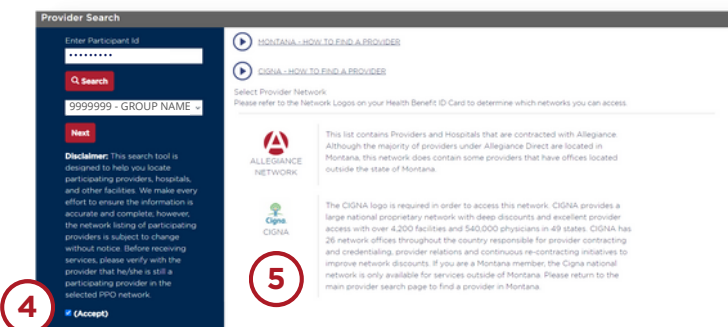 Provider Search
Enter Participant Id
•••••••••
Search
9999999 - GROUP NAME
Next
Disclaimer: This search tool is
designed to help you locate
participating providers, hospitals,
and other facilities. We make every
effort to ensure the information is
accurate and complete, however,
the network listing of participating
providers is subject to change
without notice. Before receiving
services, please verify with the
provider that he/she is still a
participating provider in the
selected PPO network.
4
(Accept)
MONTANA - HOW TO FIND A PROVIDER
CIGNA - HOW TO FIND A PROVIDER
Select Provider Network
Please refer to the Network Logos on your Health Benefit ID Card to determine which networks you can access.
ALLEGIANCE
NETWORK
This list contains Providers and Hospitals that are contracted with Allegiance.
Although the majority of providers under Allegiance Direct are located in
Montana, this network does contain some providers that have offices located
outside the state of Montana.
Cigna.
CIGNA
5
The CIGNA logo is required in order to access this network. CIGNA provides a
large national proprietary network with deep discounts and excellent provider
access with over 4,200 facilities and 540,000 physicians in 49 states. CIGNA has
26 network offices throughout the country responsible for provider contracting
and credentialing, provider relations and continuous re-contracting initiatives to
improve network discounts. If you are a Montana member, the Cigna national
network is only available for services outside of Montana. Please return to the
main provider search page to find a provider in Montana.